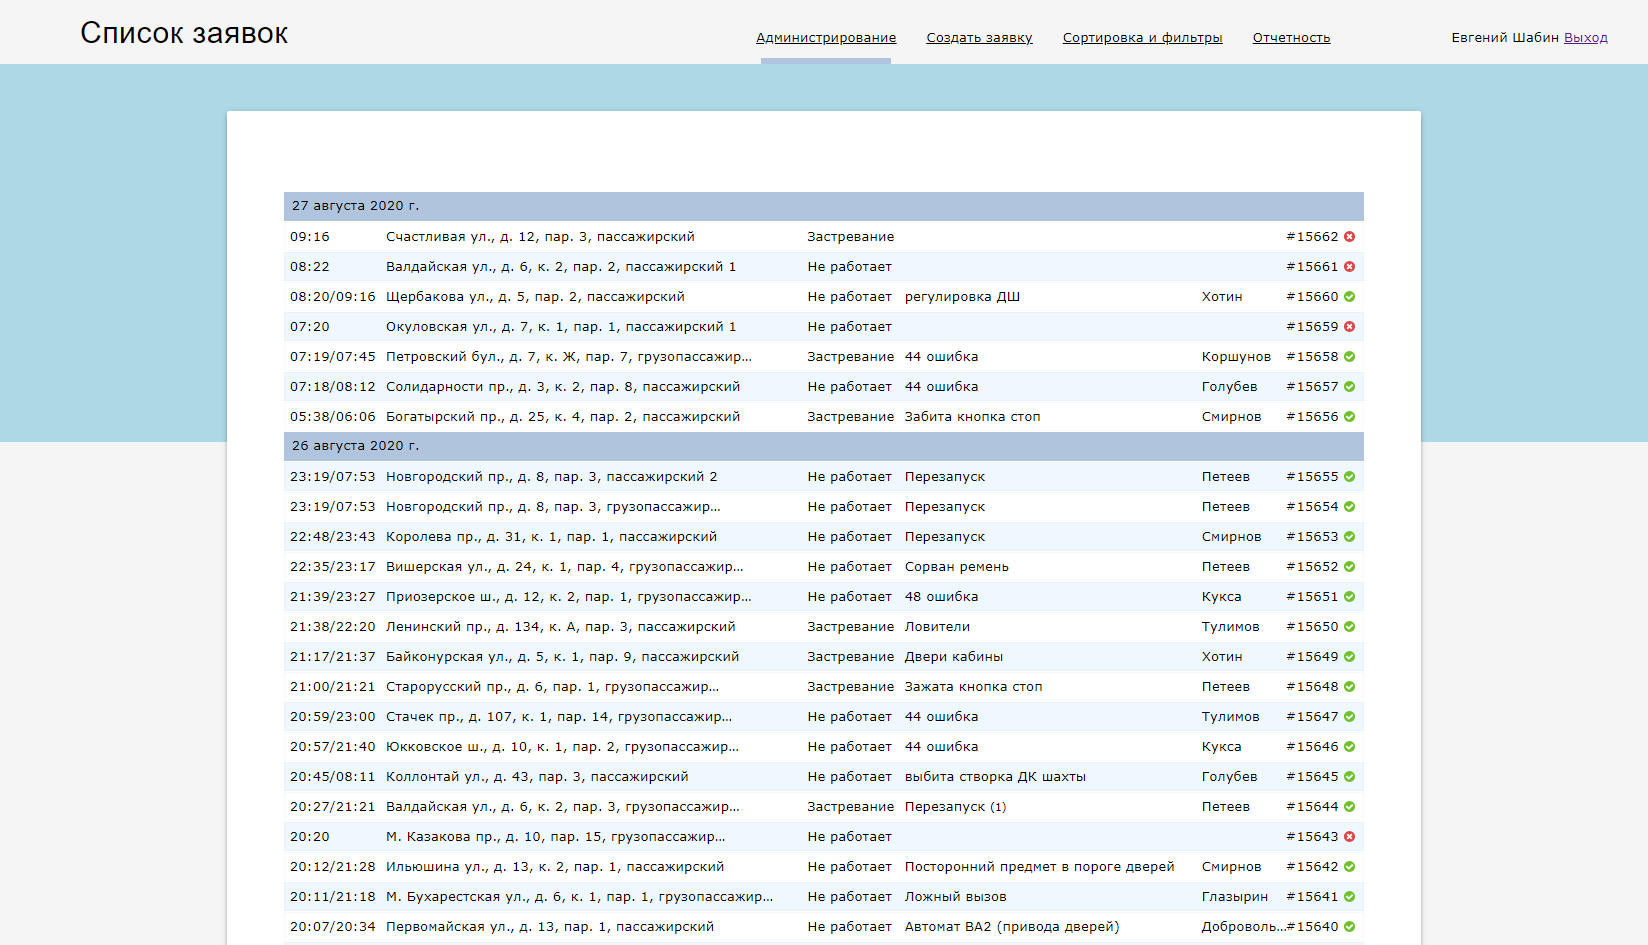 Список заявок Администрирование Создать заявку Сортировка и фильтры Отчетность Евгений Шабин Выход
27 августа 2020 г.
09:16 Счастливая ул., д. 12, пар. 3, пассажирский Застревание #15662
08:22 Валдайская ул., д. 6, к. 2, пар. 2, пассажирский 1 Не работает #15661
08:20/09:16 Щербакова ул., д. 5, пар. 2, пассажирский Не работает регулировка ДШ Хотин #15660
07:20 Окуловская ул., д. 7, к. 1, пар. 1, пассажирский 1 Не работает #15659
07:19/07:45 Петровский бул., д. 7, к. Ж, пар. 7, грузопассажир... Застревание 44 ошибка Коршунов #15658
07:18/08:12 Солидарности пр., д. 3, к. 2, пар. 8, пассажирский Не работает 44 ошибка Голубев #15657
05:38/06:06 Богатырский пр., д. 25, к. 4, пар. 2, пассажирский Застревание Забита кнопка стоп Смирнов #15656
26 августа 2020 г.
23:19/07:53 Новгородский пр., д. 8, пар. 3, пассажирский 2 Не работает Перезапуск Петеев #15655
23:19/07:53 Новгородский пр., д. 8, пар. 3, грузопассажир... Не работает Перезапуск Петеев #15654
22:48/23:43 Королева пр., д. 31, к. 1, пар. 1, пассажирский Не работает Перезапуск Смирнов #15653
22:35/23:17 Вишерская ул., д. 24, к. 1, пар. 4, грузопассажир... Не работает Сорван ремень Петеев #15652
21:39/23:27 Приозерское ш., д. 12, к. 2, пар. 1, грузопассажир... Не работает 48 ошибка Кукса #15651
21:38/22:20 Ленинский пр., д. 134, к. А, пар. 3, пассажирский Застревание Ловители Тулимов #15650
21:17/21:37 Байконурская ул., д. 5, к. 1, пар. 9, пассажирский Застревание Двери кабины Хотин #15649
21:00/21:21 Старорусский пр., д. 6, пар. 1, грузопассажир... Застревание Зажата кнопка стоп Петеев #15648
20:59/23:00 Стачек пр., д. 107, к. 1, пар. 14, грузопассажир... Не работает 44 ошибка Тулимов #15647
20:57/21:40 Юкковское ш., д. 10, к. 1, пар. 2, грузопассажир... Не работает 44 ошибка Кукса #15646
20:45/08:11 Коллонтай ул., д. 43, пар. 3, пассажирский Не работает выбита створка ДК шахты Голубев #15645
20:27/21:21 Валдайская ул., д. 6, к. 2, пар. 3, грузопассажир... Застревание Перезапуск (1) Петеев #15644
20:20 М. Казакова пр., д. 10, пар. 15, грузопассажир... Не работает #15643
20:12/21:28 Ильюшина ул., д. 13, к. 2, пар. 1, пассажирский Не работает Посторонний предмет в пороге дверей Смирнов #15642
20:11/21:18 М. Бухарестская ул., д. 6, к. 1, пар. 1, грузопассажир... Не работает Ложный вызов Глазырин #15641
20:07/20:34 Первомайская ул., д. 13, пар. 1, пассажирский Не работает Автомат ВА2 (привода дверей) Доброволь... #15640